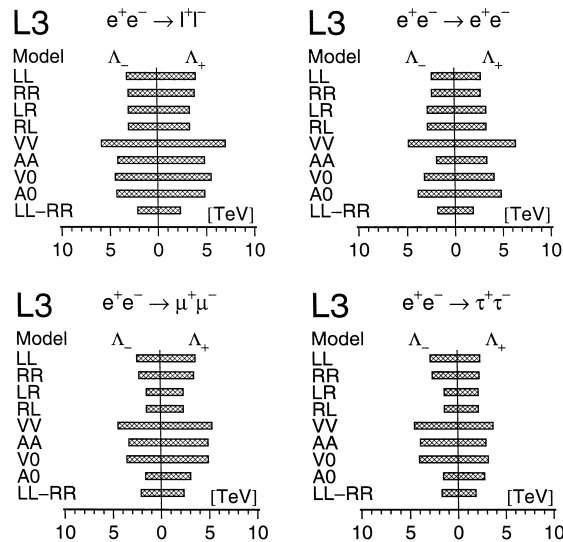 L3 e⁺e⁻ → l⁺l⁻
Model Λ₋ Λ₊
LL
RR
LR
RL
VV
AA
V0
A0
LL−RR [TeV]
10 5 0 5 10
L3 e⁺e⁻ → e⁺e⁻
Model Λ₋ Λ₊
LL
RR
LR
RL
VV
AA
V0
A0
LL−RR [TeV]
10 5 0 5 10
L3 e⁺e⁻ → μ⁺μ⁻
Model Λ₋ Λ₊
LL
RR
LR
RL
VV
AA
V0
A0
LL−RR [TeV]
10 5 0 5 10
L3 e⁺e⁻ → τ⁺τ⁻
Model Λ₋ Λ₊
LL
RR
LR
RL
VV
AA
V0
A0
LL−RR [TeV]
10 5 0 5 10